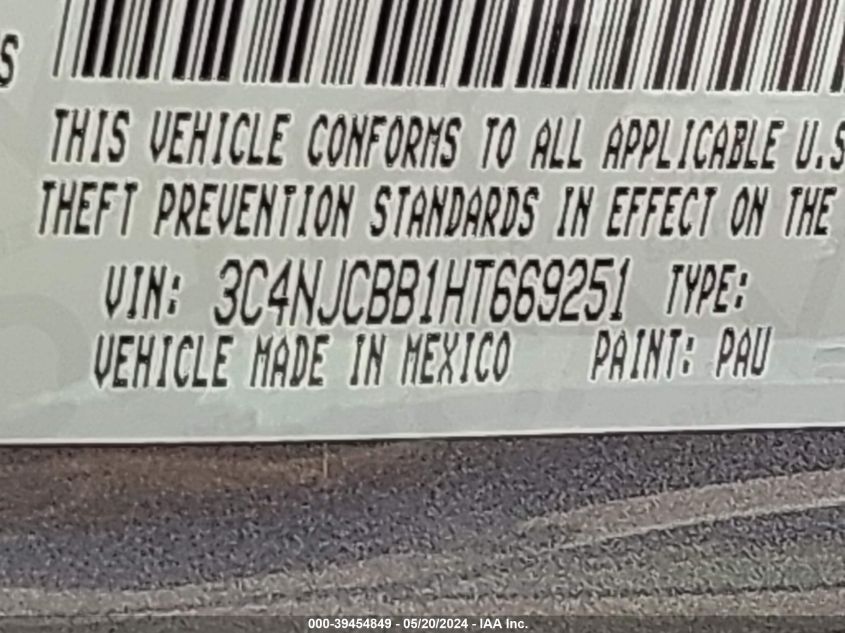 S
THIS VEHICLE CONFORMS TO ALL APPLICABLE U.S
THEFT PREVENTION STANDARDS IN EFFECT ON THE
VIN: 3C4NJCBB1HT669251 TYPE:
VEHICLE MADE IN MEXICO PAINT: PAU
000-39454849 - 05/20/2024 - IAA Inc.